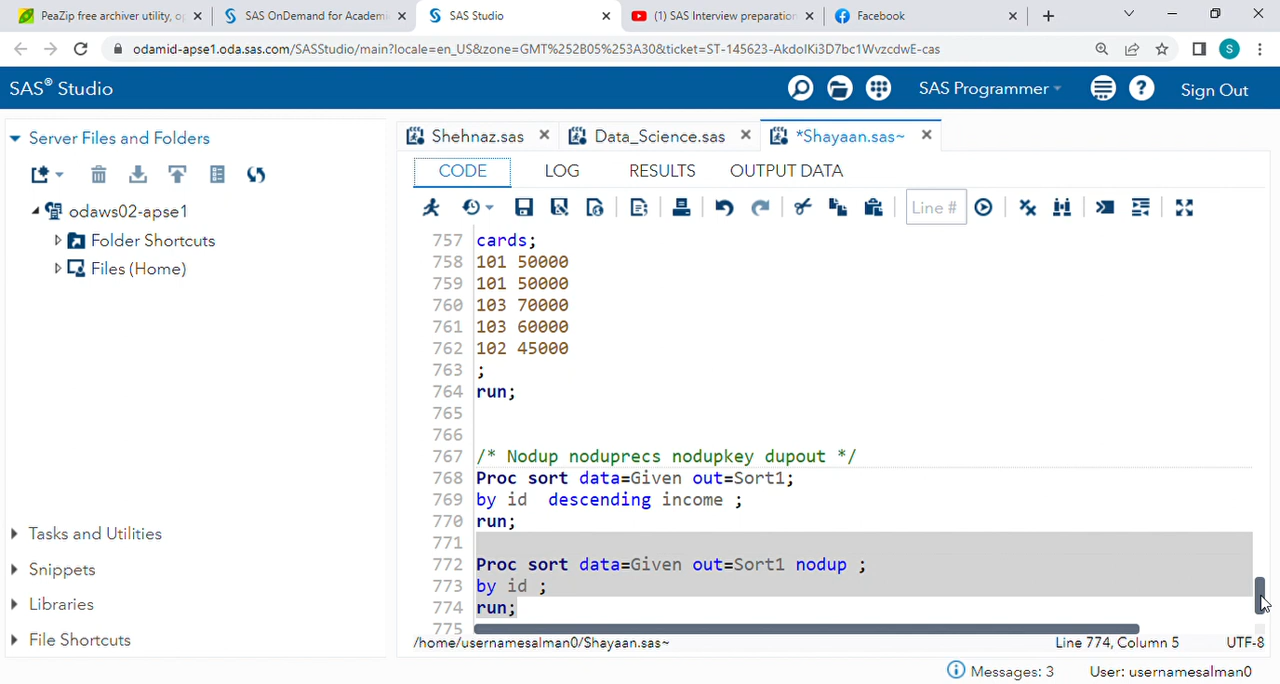 PeaZip free archiver utility, o
SAS OnDemand for Academi
SAS Studio
(1) SAS Interview preparation
Facebook
odamid-apse1.oda.sas.com/SASStudio/main?locale=en_US&zone=GMT%252B05%253A30&ticket=ST-145623-AkdoIKi3D7bc1WvzcdwE-cas
S
SAS® Studio
SAS Programmer
Sign Out
Server Files and Folders
Shehnaz.sas
Data_Science.sas
*Shayaan.sas~
CODE
LOG
RESULTS
OUTPUT DATA
Line #
odaws02-apse1
Folder Shortcuts
Files (Home)
Tasks and Utilities
Snippets
Libraries
File Shortcuts
757 cards;
758 101 50000
759 101 50000
760 103 70000
761 103 60000
762 102 45000
763 ;
764 run;
765
766
767 /* Nodup noduprecs nodupkey dupout */
768 Proc sort data=Given out=Sort1;
769 by id  descending income ;
770 run;
771
772 Proc sort data=Given out=Sort1 nodup ;
773 by id ;
774 run;
775
/home/usernamesalman0/Shayaan.sas~
Line 774, Column 5
UTF-8
Messages: 3
User: usernamesalman0